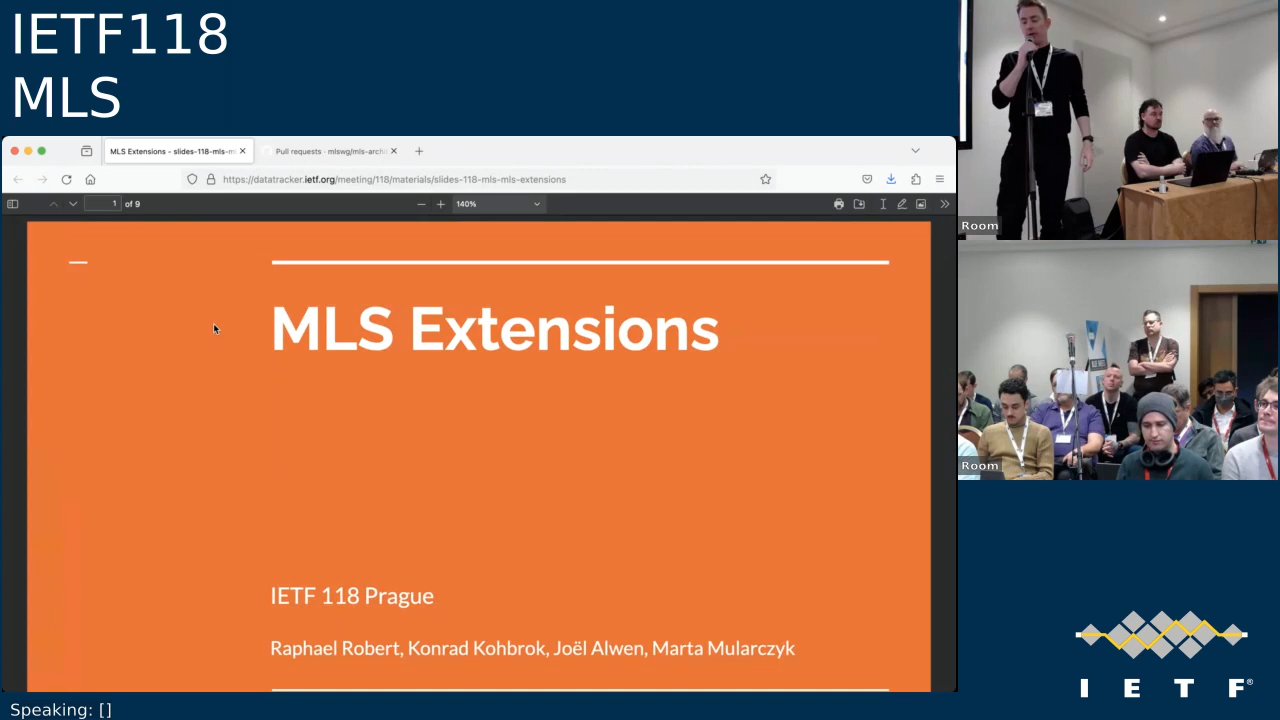 IETF118
MLS
MLS Extensions - slides-118-mls-m
Pull requests · mlswg/mls-archi
https://datatracker.ietf.org/meeting/118/materials/slides-118-mls-mls-extensions
1 of 9
140%
MLS Extensions
IETF 118 Prague
Raphael Robert, Konrad Kohbrok, Joël Alwen, Marta Mularczyk
Room
Room
I E T F®
Speaking: []